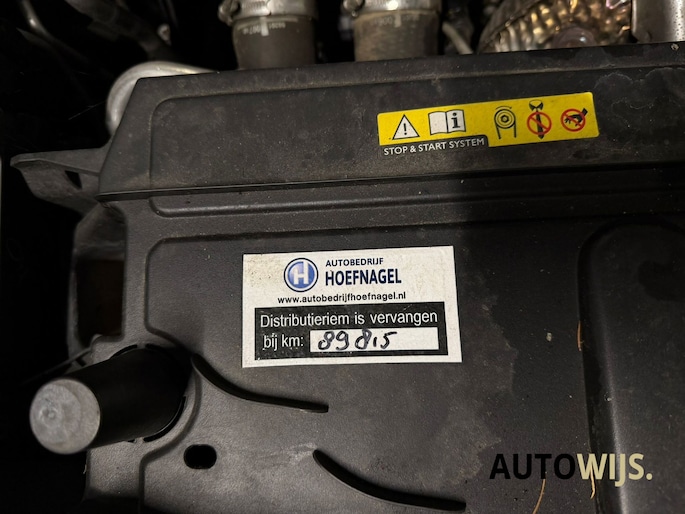 STOP & START SYSTEM
H
AUTOBEDRIJF
HOEFNAGEL
www.autobedrijfhoefnagel.nl
Distributieriem is vervangen
bij km: 89815
AUTOWIJS.